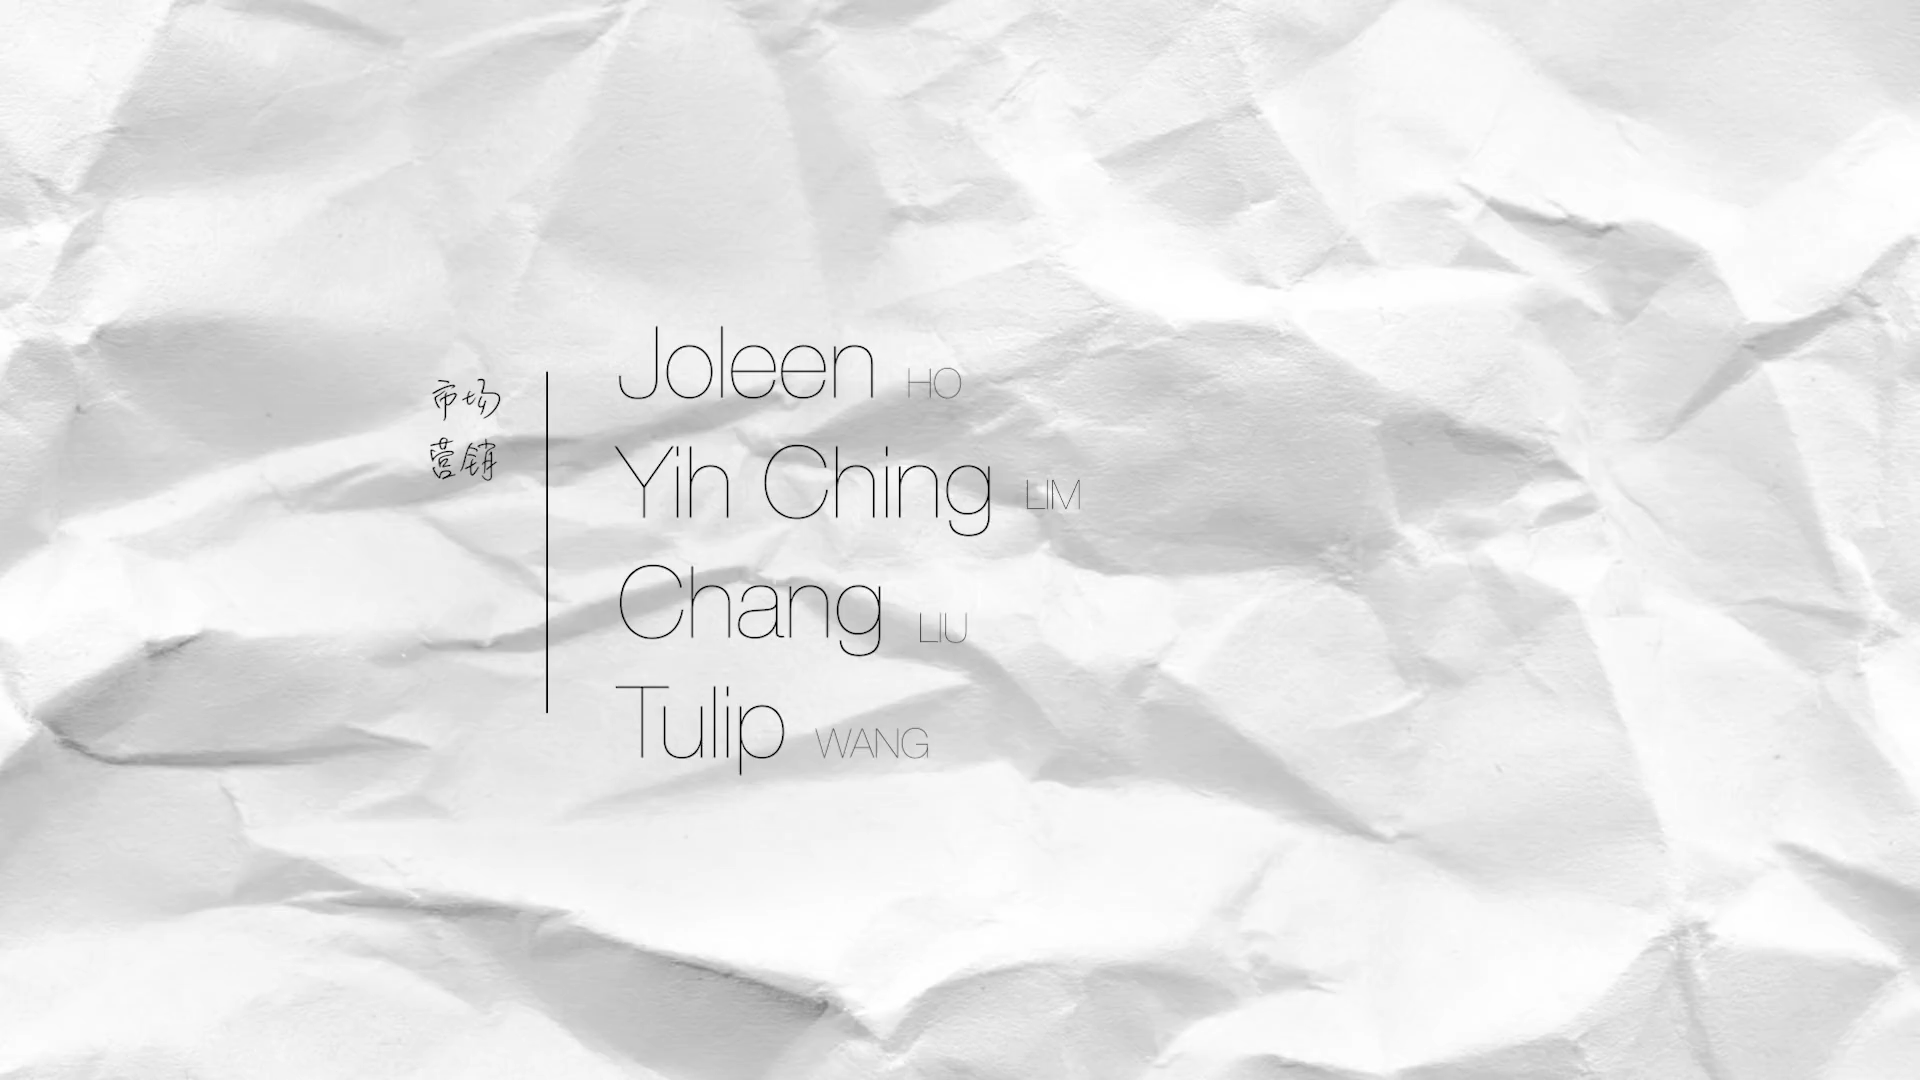 市场
营销
Joleen HO
Yih Ching LIM
Chang LIU
Tulip WANG